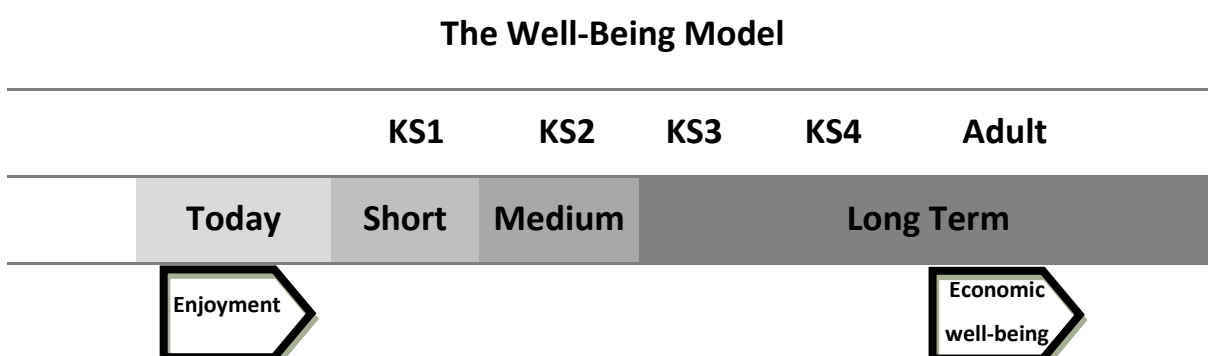 The Well-Being Model
KS1 KS2 KS3 KS4 Adult
Today Short Medium Long Term
Enjoyment
Economic
well-being